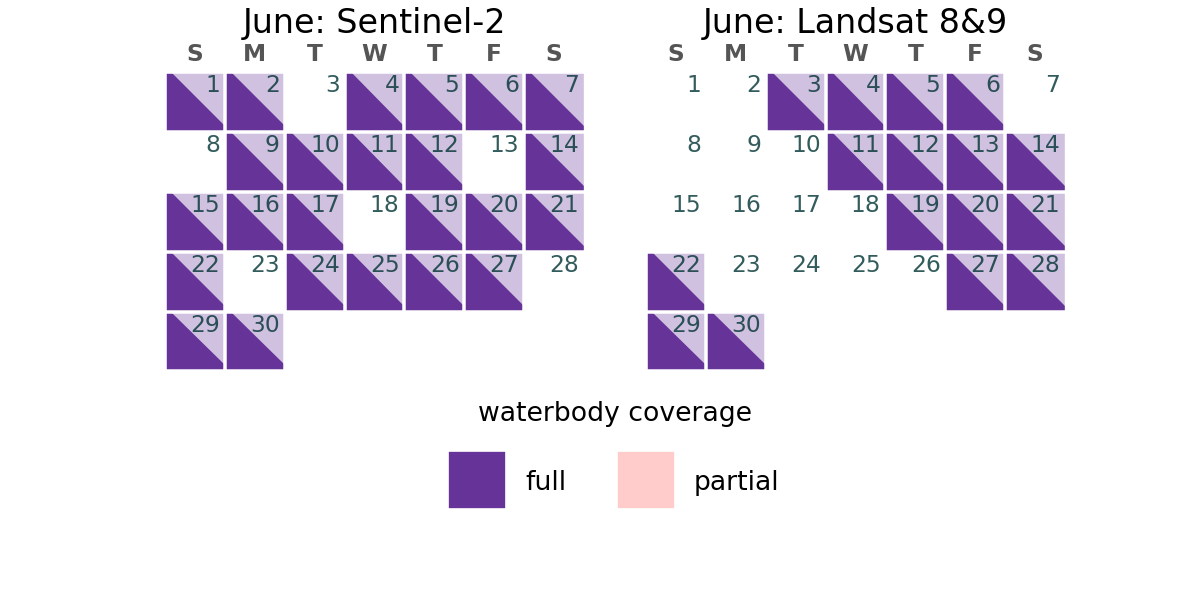 June: Sentinel-2
S M T W T F S
1 2 3 4 5 6 7
8 9 10 11 12 13 14
15 16 17 18 19 20 21
22 23 24 25 26 27 28
29 30
June: Landsat 8&9
S M T W T F S
1 2 3 4 5 6 7
8 9 10 11 12 13 14
15 16 17 18 19 20 21
22 23 24 25 26 27 28
29 30
waterbody coverage
full partial